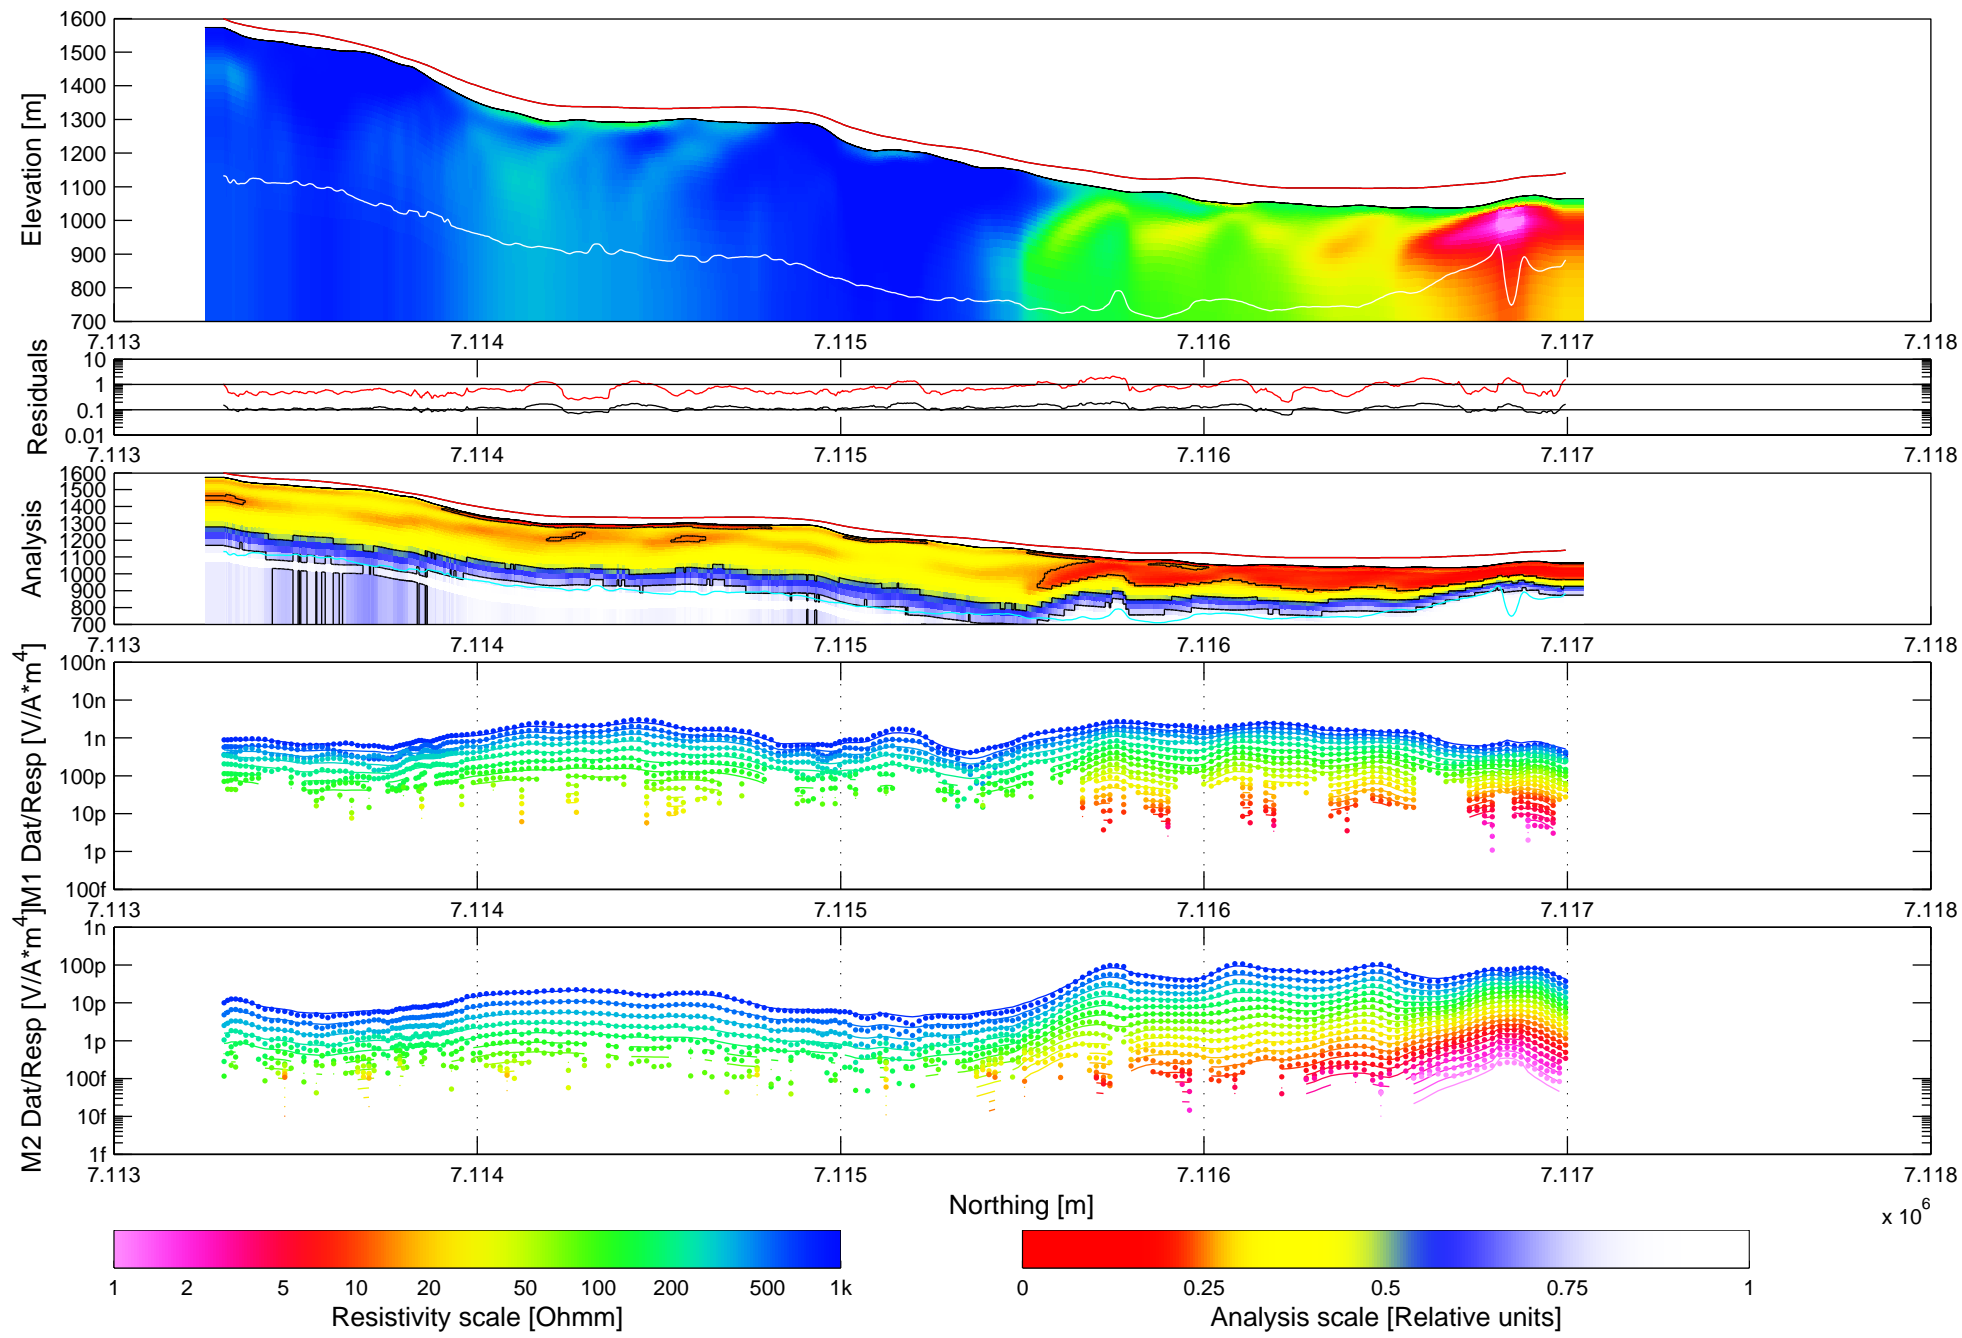 Elevation [m]
1600
1500
1400
1300
1200
1100
1000
900
800
700
7.113 7.114 7.115 7.116 7.117 7.118
Residuals
10
1
0.1
0.01
7.113 7.114 7.115 7.116 7.117 7.118
Analysis
1600
1500
1400
1300
1200
1100
1000
900
800
700
7.113 7.114 7.115 7.116 7.117 7.118
M1 Dat/Resp [V/A*m^4]
100n
10n
1n
100p
10p
1p
100f
7.113 7.114 7.115 7.116 7.117 7.118
M2 Dat/Resp [V/A*m^4]
1n
100p
10p
1p
100f
10f
1f
7.113 7.114 7.115 7.116 7.117 7.118
Northing [m]
x 10^6
1 2 5 10 20 50 100 200 500 1k
Resistivity scale [Ohmm]
0 0.25 0.5 0.75 1
Analysis scale [Relative units]